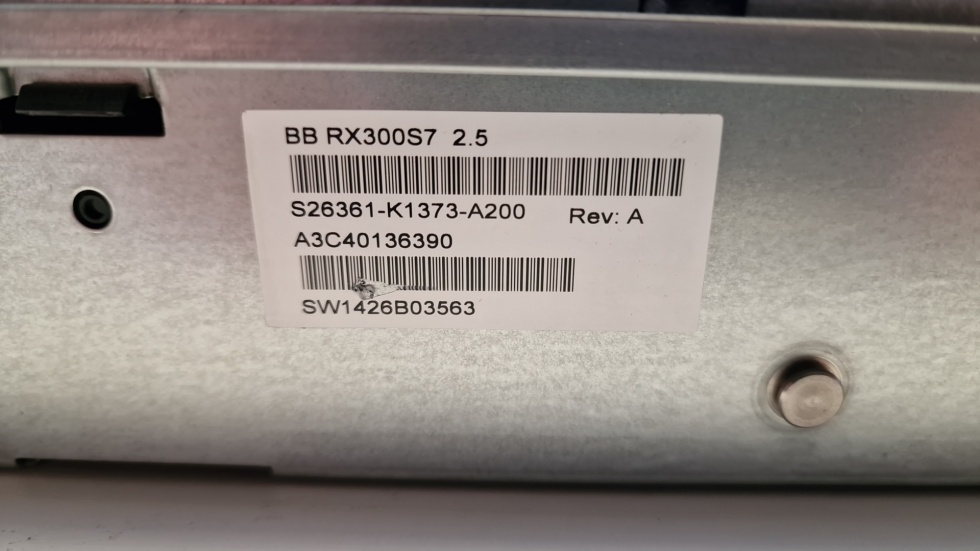 BB RX300S7 2.5
S26361-K1373-A200 Rev: A
A3C40136390
SW1426B03563